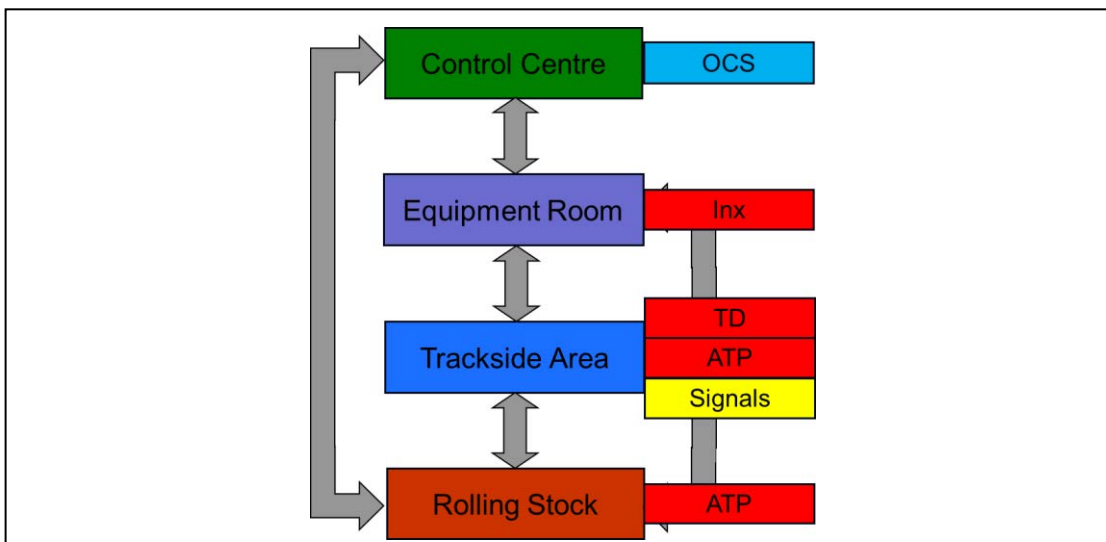 Control Centre
OCS
Equipment Room
Inx
TD
Trackside Area
ATP
Signals
Rolling Stock
ATP